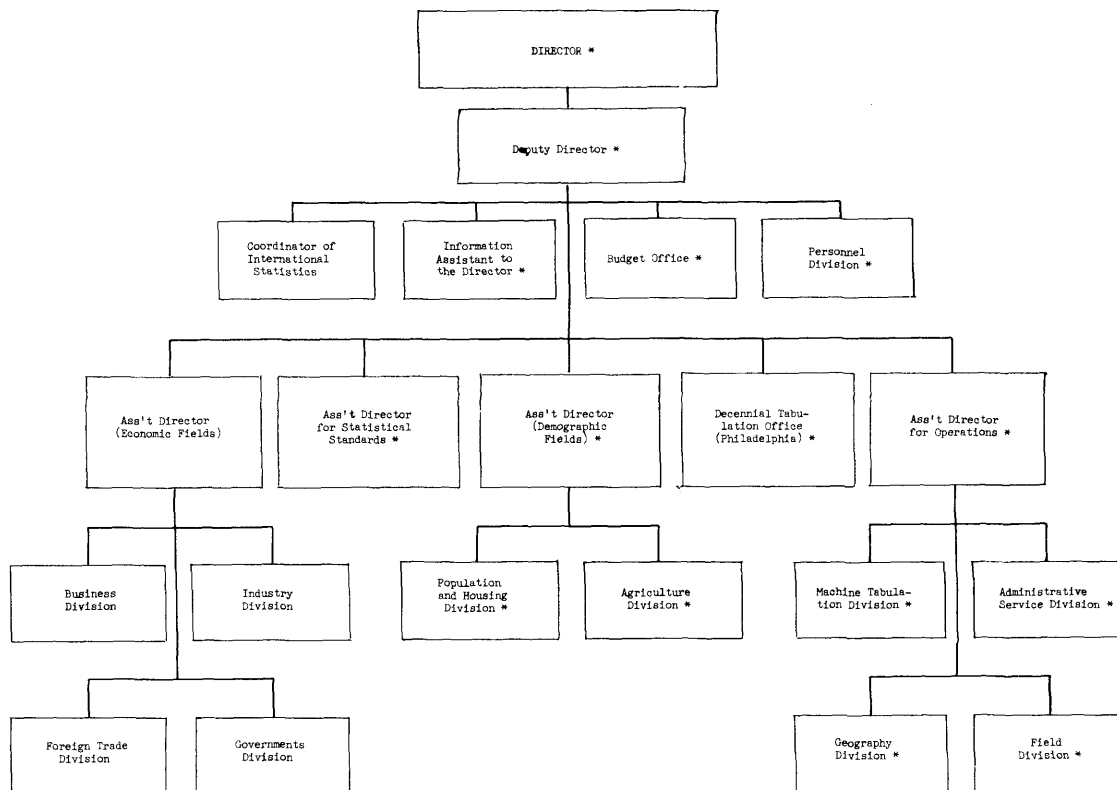 DIRECTOR *
Deputy Director *
Coordinator of
International
Statistics
Information
Assistant to
the Director *
Budget Office *
Personnel
Division *
Ass't Director
(Economic Fields)
Ass't Director
for Statistical
Standards *
Ass't Director
(Demographic
Fields) *
Decennial Tabu-
lation Office
(Philadelphia) *
Ass't Director
for Operations *
Business
Division
Industry
Division
Population
and Housing
Division *
Agriculture
Division *
Machine Tabula-
tion Division *
Administrative
Service Division *
Foreign Trade
Division
Governments
Division
Geography
Division *
Field
Division *